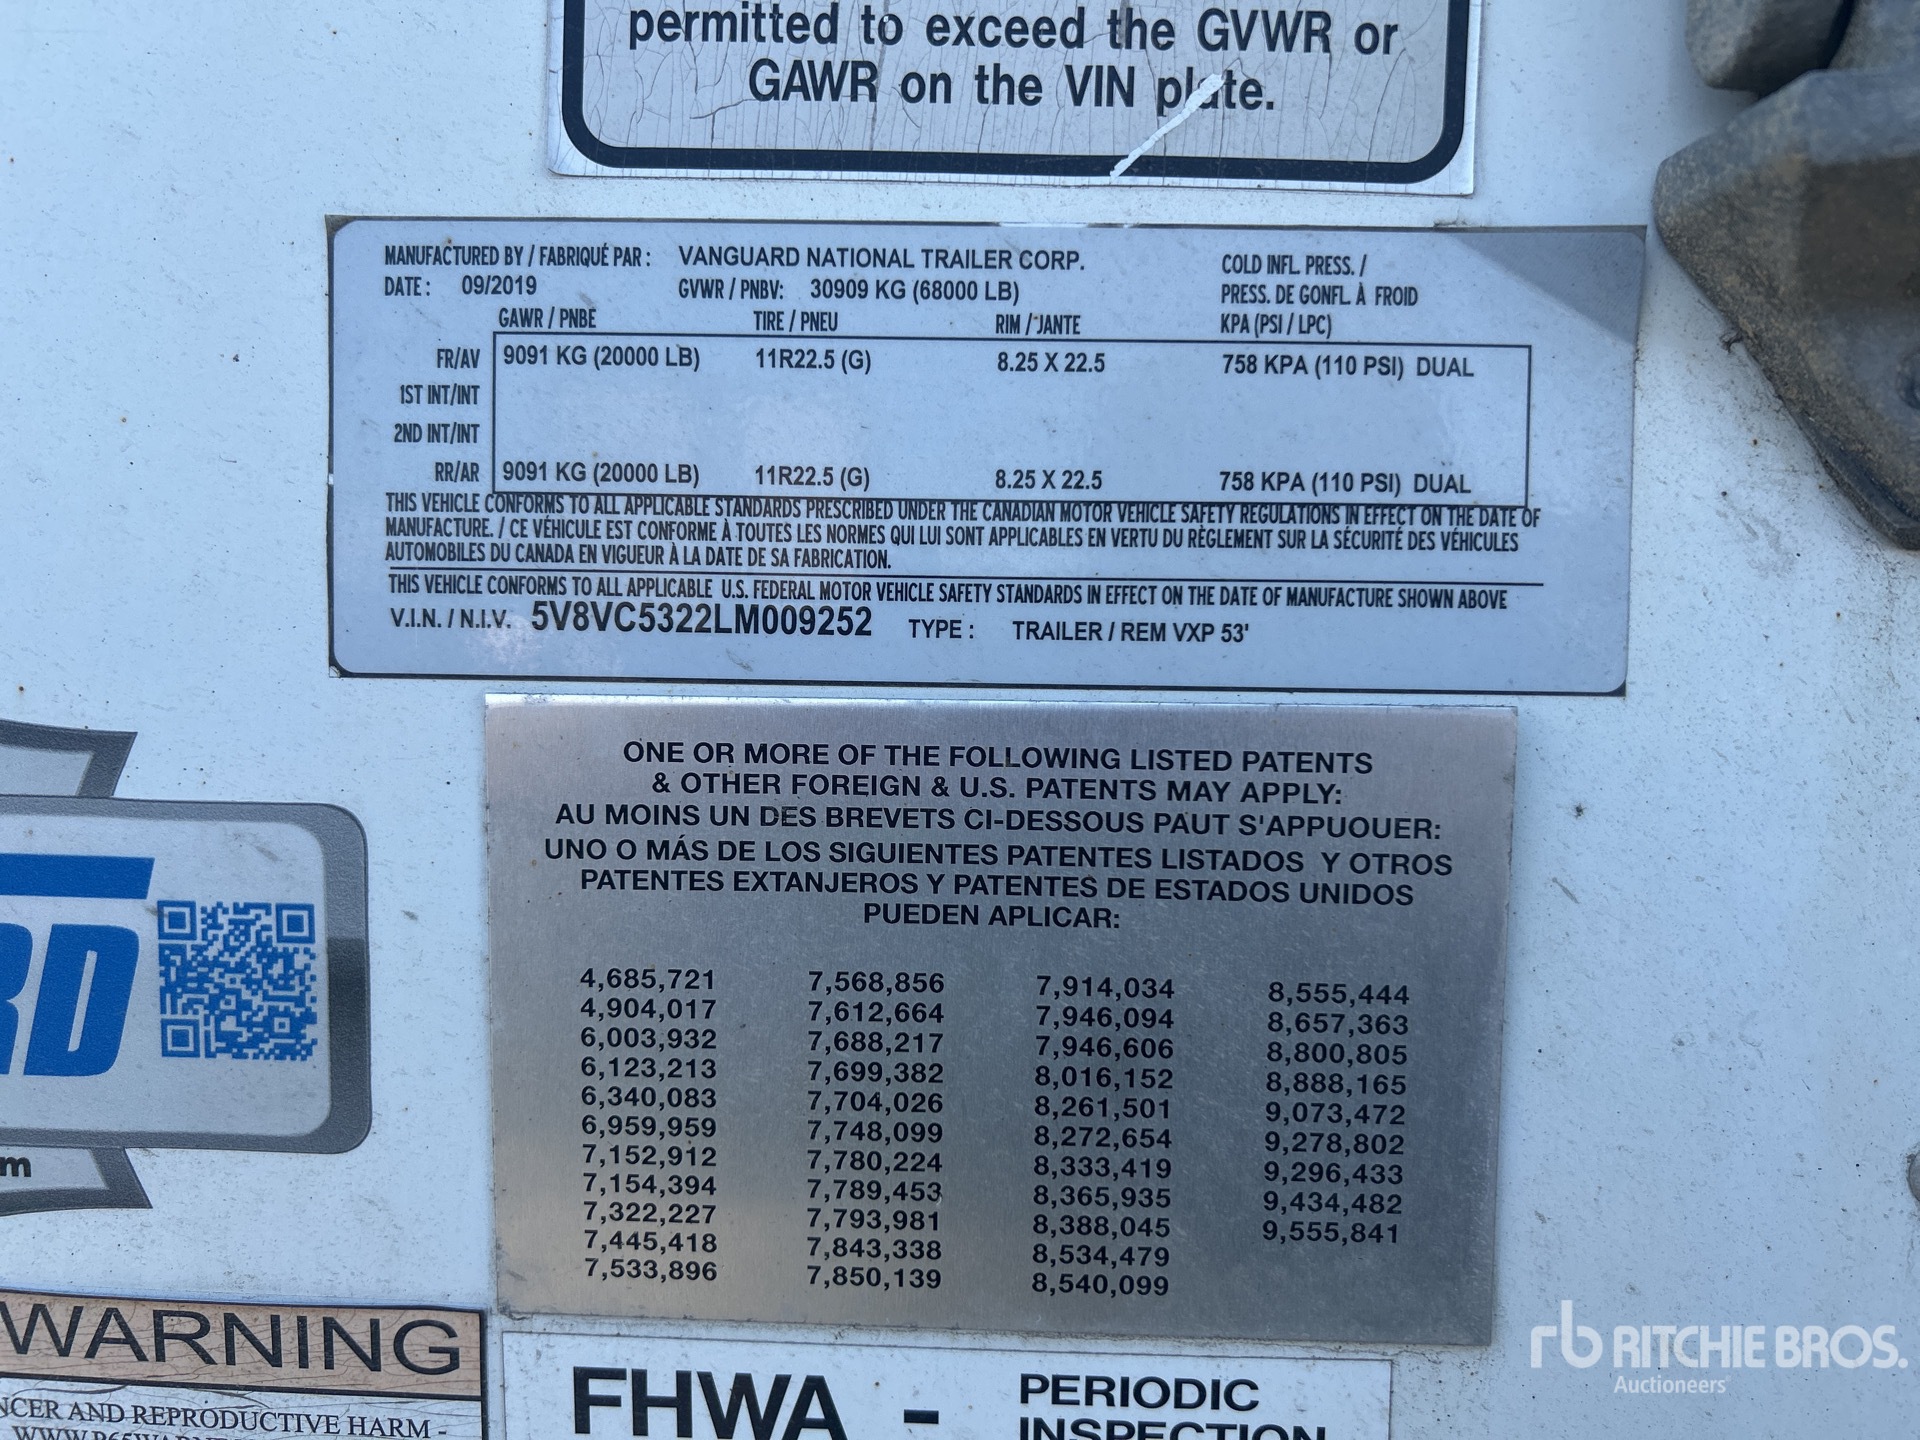 permitted to exceed the GVWR or
GAWR on the VIN plate.
MANUFACTURED BY / FABRIQUÉ PAR : VANGUARD NATIONAL TRAILER CORP.
DATE : 09/2019 GVWR / PNBV: 30909 KG (68000 LB)
COLD INFL. PRESS. /
PRESS. DE GONFL. À FROID
GAWR / PNBE TIRE / PNEU RIM / JANTE KPA (PSI / LPC)
FR/AV 9091 KG (20000 LB) 11R22.5 (G) 8.25 X 22.5 758 KPA (110 PSI) DUAL
1ST INT/INT
2ND INT/INT
RR/AR 9091 KG (20000 LB) 11R22.5 (G) 8.25 X 22.5 758 KPA (110 PSI) DUAL
THIS VEHICLE CONFORMS TO ALL APPLICABLE STANDARDS PRESCRIBED UNDER THE CANADIAN MOTOR VEHICLE SAFETY REGULATIONS IN EFFECT ON THE DATE OF
MANUFACTURE. / CE VÉHICULE EST CONFORME À TOUTES LES NORMES QUI LUI SONT APPLICABLES EN VERTU DU RÈGLEMENT SUR LA SÉCURITÉ DES VÉHICULES
AUTOMOBILES DU CANADA EN VIGUEUR À LA DATE DE SA FABRICATION.
THIS VEHICLE CONFORMS TO ALL APPLICABLE U.S. FEDERAL MOTOR VEHICLE SAFETY STANDARDS IN EFFECT ON THE DATE OF MANUFACTURE SHOWN ABOVE
V.I.N. / N.I.V. 5V8VC5322LM009252 TYPE : TRAILER / REM VXP 53'
ONE OR MORE OF THE FOLLOWING LISTED PATENTS
& OTHER FOREIGN & U.S. PATENTS MAY APPLY:
AU MOINS UN DES BREVETS CI-DESSOUS PAUT S'APPUOUER:
UNO O MÁS DE LOS SIGUIENTES PATENTES LISTADOS Y OTROS
PATENTES EXTANJEROS Y PATENTES DE ESTADOS UNIDOS
PUEDEN APLICAR:
4,685,721 7,568,856 7,914,034 8,555,444
4,904,017 7,612,664 7,946,094 8,657,363
6,003,932 7,688,217 7,946,606 8,800,805
6,123,213 7,699,382 8,016,152 8,888,165
6,340,083 7,704,026 8,261,501 9,073,472
6,959,959 7,748,099 8,272,654 9,278,802
7,152,912 7,780,224 8,333,419 9,296,433
7,154,394 7,789,453 8,365,935 9,434,482
7,322,227 7,793,981 8,388,045 9,555,841
7,445,418 7,843,338 8,534,479
7,533,896 7,850,139 8,540,099
RD
m
WARNING
NCER AND REPRODUCTIVE HARM -
FHWA - PERIODIC
INSPECTION
rb RITCHIE BROS.
Auctioneers